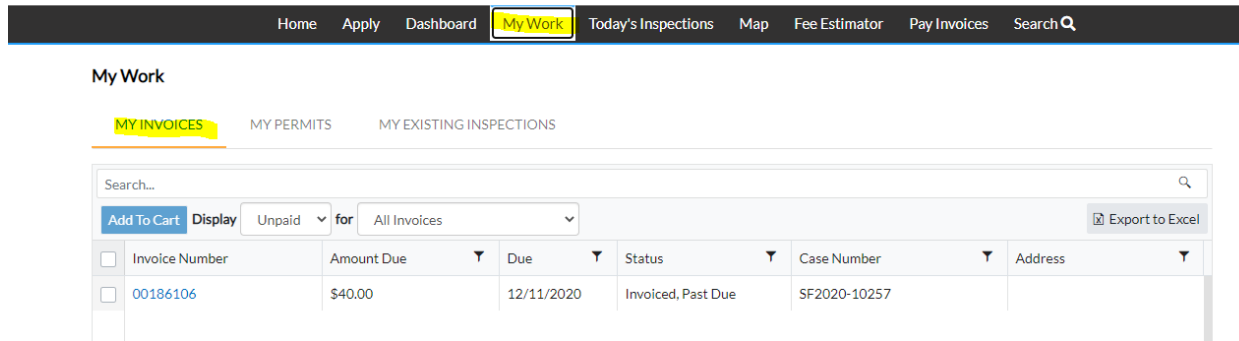 Home Apply Dashboard My Work Today's Inspections Map Fee Estimator Pay Invoices Search
My Work
MY INVOICES MY PERMITS MY EXISTING INSPECTIONS
Search...
Add To Cart Display Unpaid for All Invoices Export to Excel
Invoice Number Amount Due Due Status Case Number Address
00186106 $40.00 12/11/2020 Invoiced, Past Due SF2020-10257